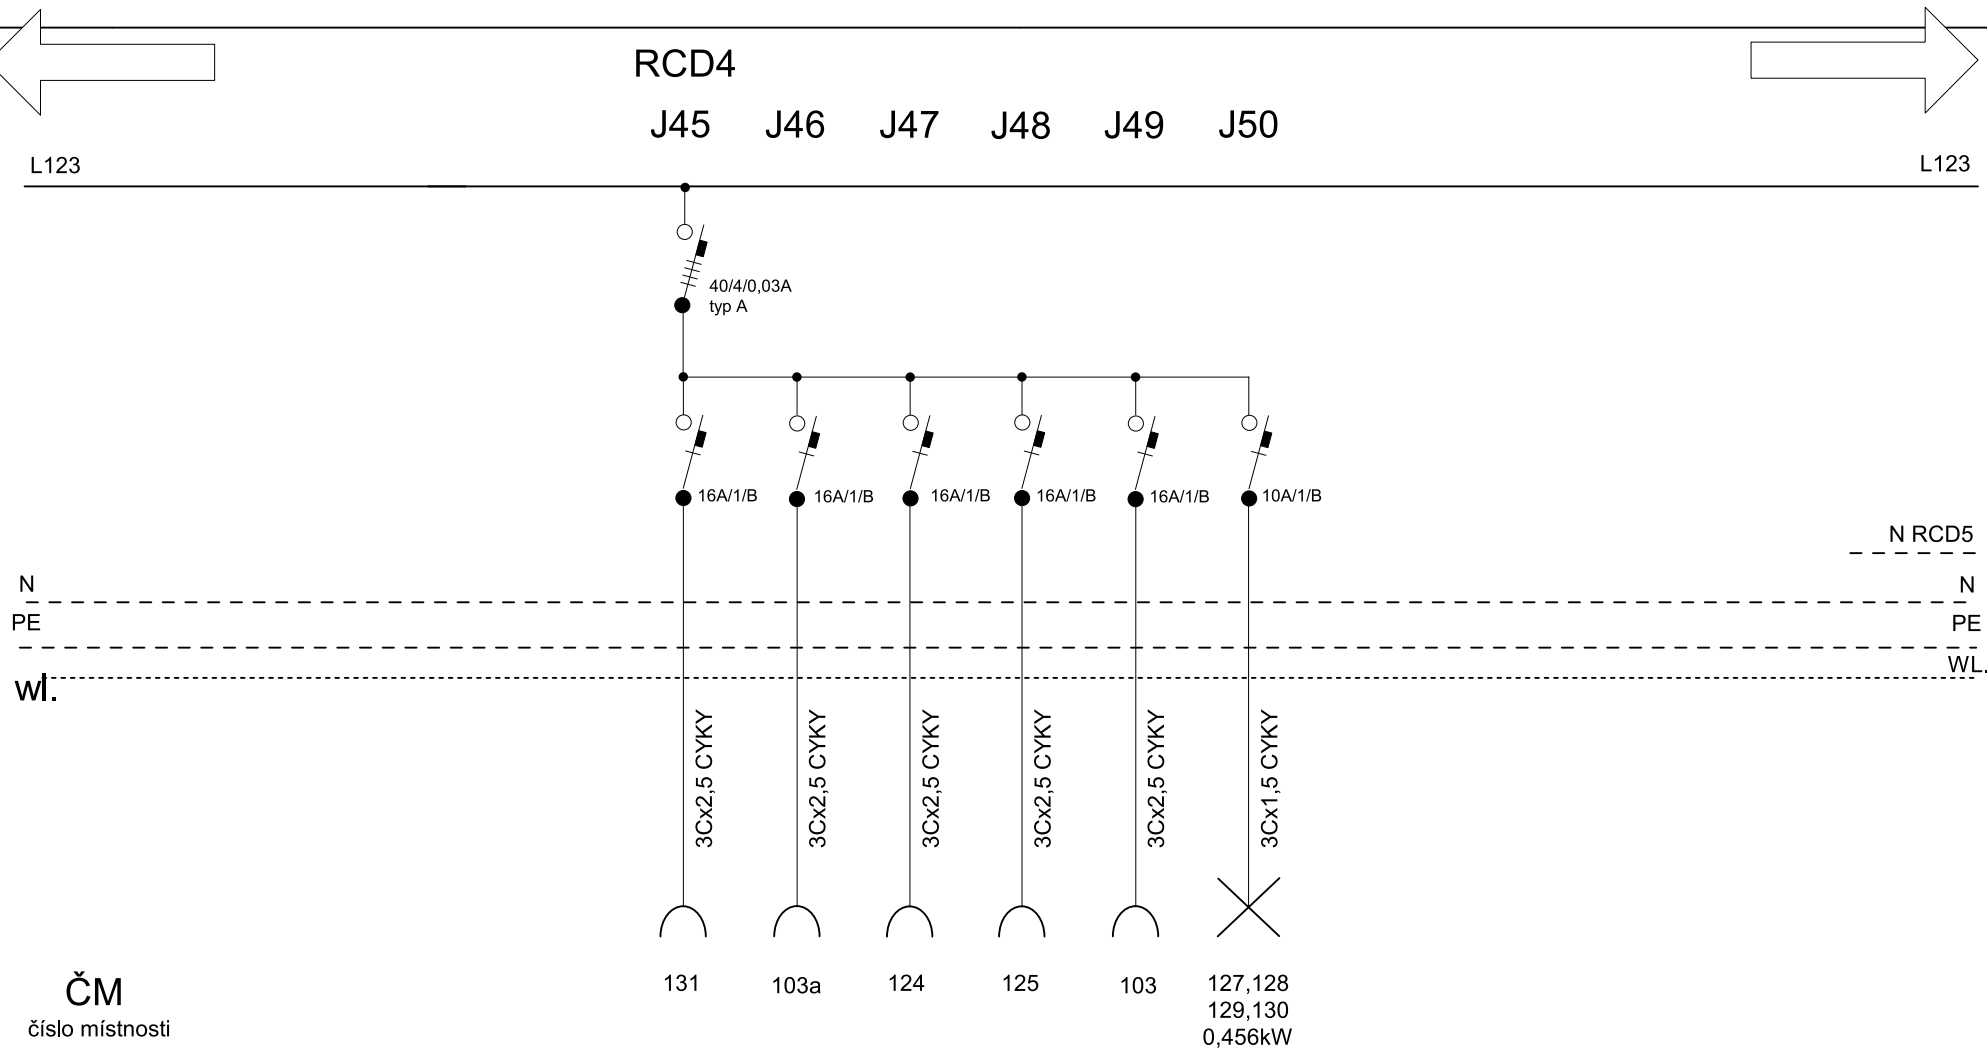 RCD4
J45 J46 J47 J48 J49 J50
L123 L123
40/4/0,03A
typ A
16A/1/B 16A/1/B 16A/1/B 16A/1/B 16A/1/B 10A/1/B
N RCD5
N N
PE PE
WL.
wl.
3Cx2,5 CYKY 3Cx2,5 CYKY 3Cx2,5 CYKY 3Cx2,5 CYKY 3Cx2,5 CYKY 3Cx1,5 CYKY
131 103a 124 125 103 127,128
129,130
0,456kW
ČM
číslo místnosti